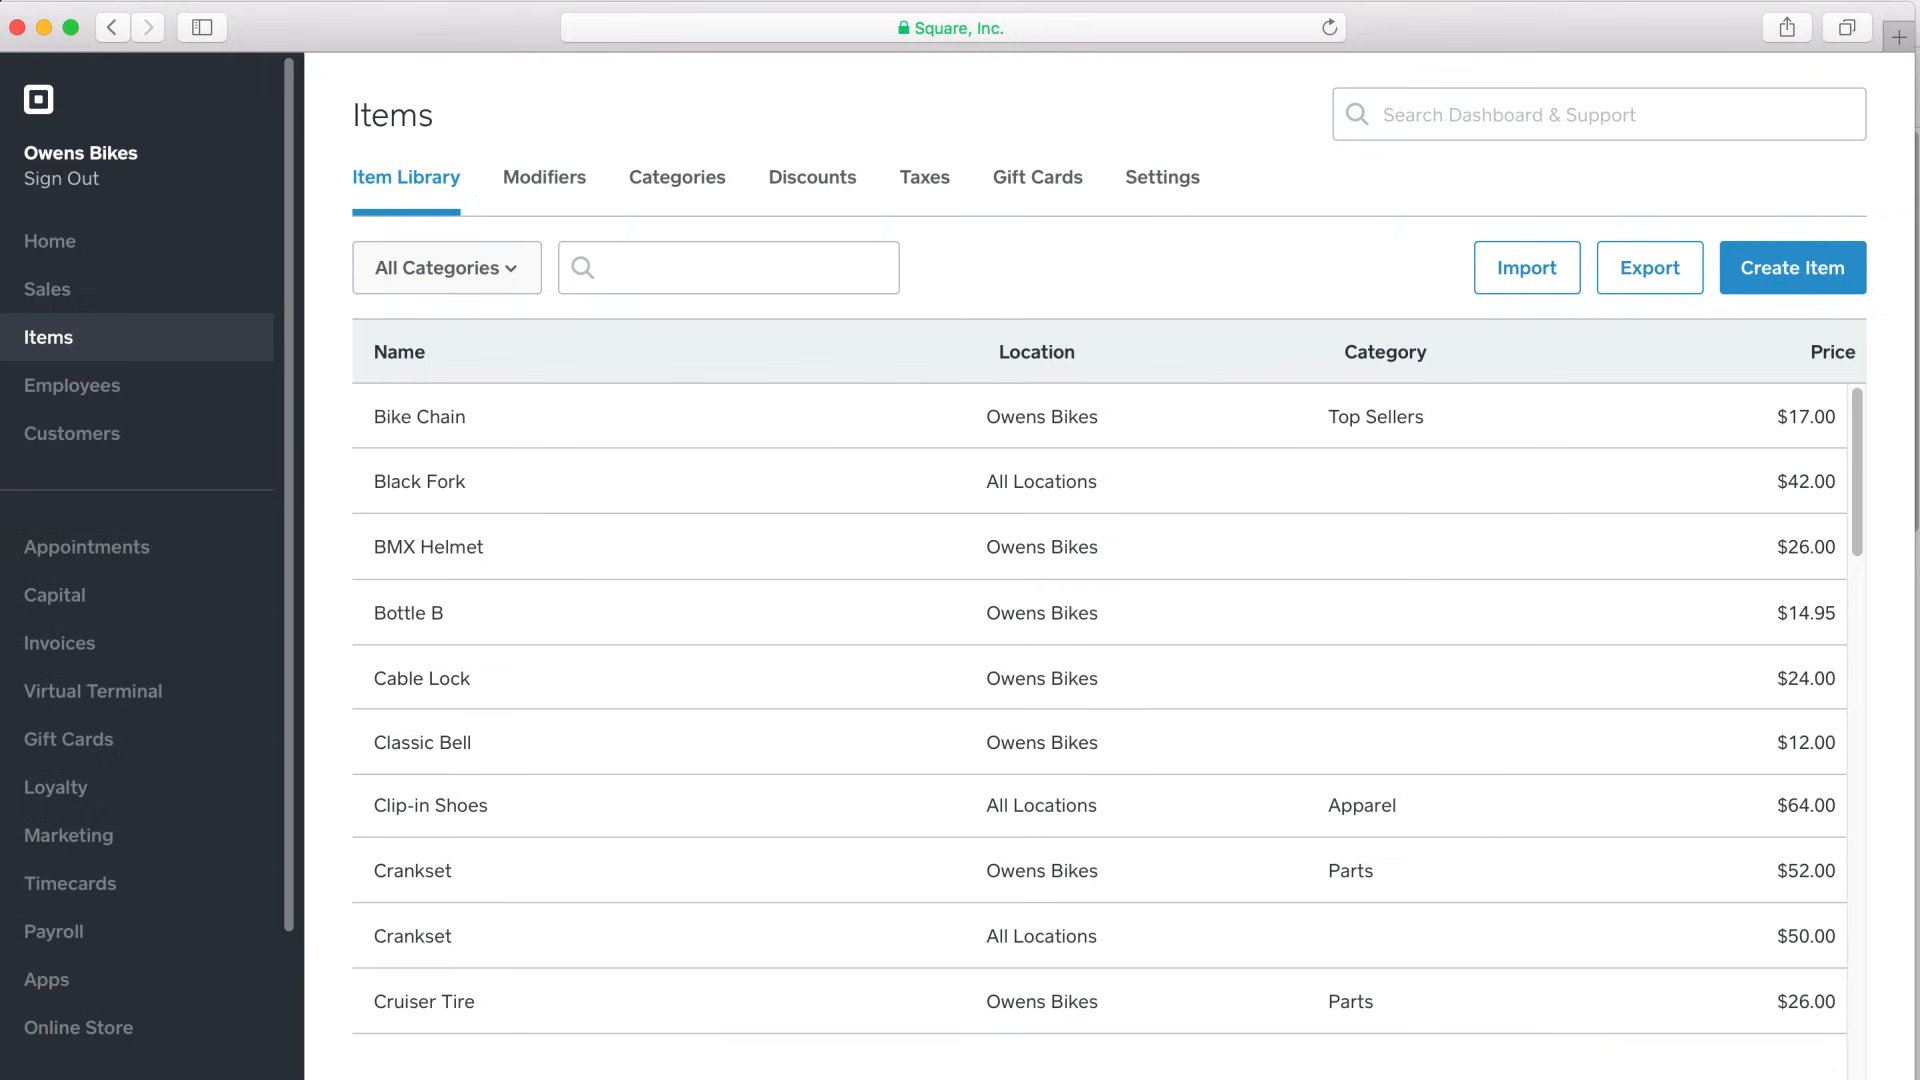 Square, Inc.
Owens Bikes
Sign Out
Home
Sales
Items
Employees
Customers
Appointments
Capital
Invoices
Virtual Terminal
Gift Cards
Loyalty
Marketing
Timecards
Payroll
Apps
Online Store
Items
Search Dashboard & Support
Item Library Modifiers Categories Discounts Taxes Gift Cards Settings
All Categories Import Export Create Item
Name Location Category Price
Bike Chain Owens Bikes Top Sellers $17.00
Black Fork All Locations $42.00
BMX Helmet Owens Bikes $26.00
Bottle B Owens Bikes $14.95
Cable Lock Owens Bikes $24.00
Classic Bell Owens Bikes $12.00
Clip-in Shoes All Locations Apparel $64.00
Crankset Owens Bikes Parts $52.00
Crankset All Locations $50.00
Cruiser Tire Owens Bikes Parts $26.00